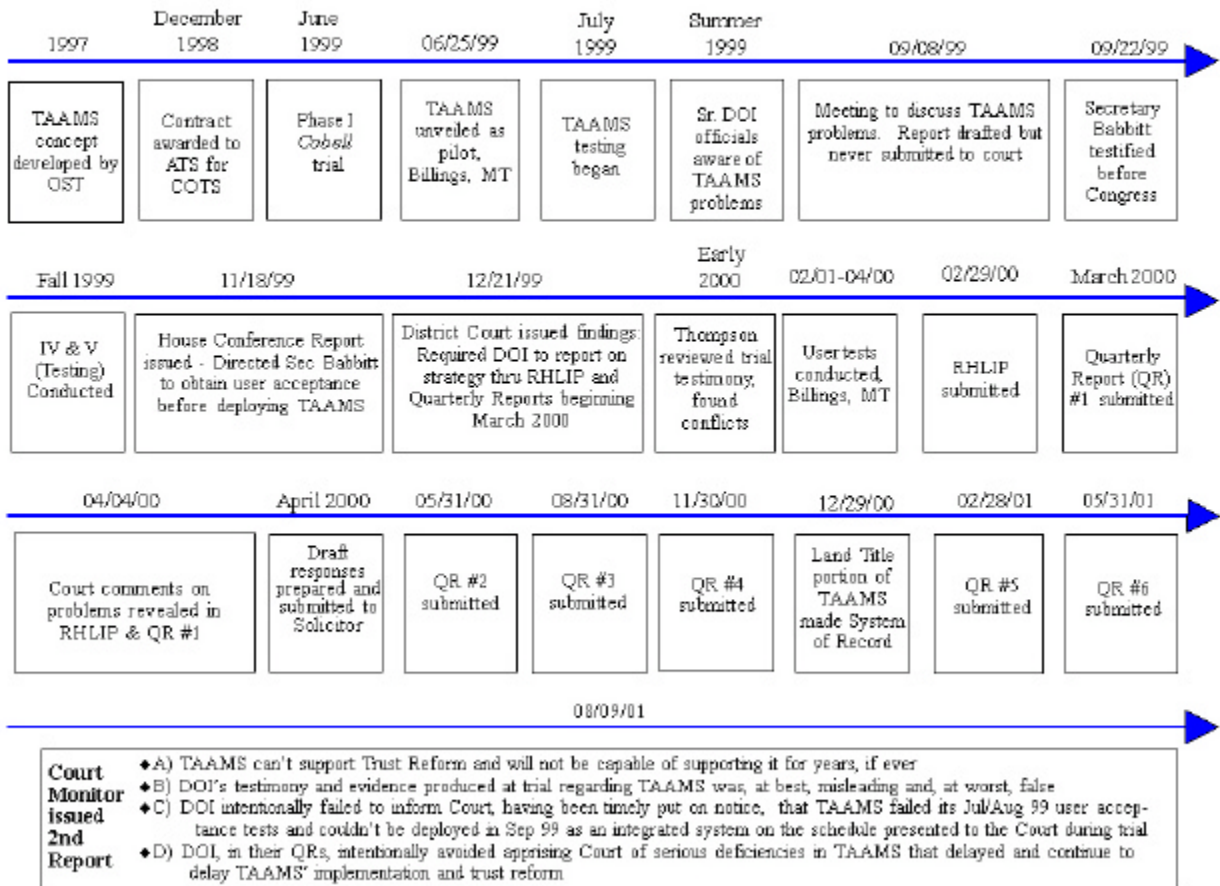 1997
December
1998
June
1999
06/25/99
July
1999
Summer
1999
09/08/99
09/22/99
TAAMS
concept
developed by
OST
Contract
awarded to
ATS for
COTS
Phase I
Cobell
trial
TAAMS
unveiled as
pilot,
Billings, MT
TAAMS
testing
began
Sr. DOI
officials
aware of
TAAMS
problems
Meeting to discuss TAAMS
problems. Report drafted but
never submitted to court
Secretary
Babbitt
testified
before
Congress
Fall 1999
11/18/99
12/21/99
Early
2000
02/01-04/00
02/29/00
March 2000
IV & V
(Testing)
Conducted
House Conference Report
issued - Directed Sec Babbitt
to obtain user acceptance
before deploying TAAMS
District Court issued findings:
Required DOI to report on
strategy thru RHLIP and
Quarterly Reports beginning
March 2000
Thompson
reviewed trial
testimony,
found
conflicts
User tests
conducted,
Billings, MT
RHLIP
submitted
Quarterly
Report (QR)
#1 submitted
04/04/00
April 2000
05/31/00
08/31/00
11/30/00
12/29/00
02/28/01
05/31/01
Court comments on
problems revealed in
RHLIP & QR #1
Draft
responses
prepared and
submitted to
Solicitor
QR #2
submitted
QR #3
submitted
QR #4
submitted
Land Title
portion of
TAAMS
made System
of Record
QR #5
submitted
QR #6
submitted
08/09/01
Court
Monitor
issued
2nd
Report
◆A) TAAMS can't support Trust Reform and will not be capable of supporting it for years, if ever
◆B) DOI's testimony and evidence produced at trial regarding TAAMS was, at best, misleading and, at worst, false
◆C) DOI intentionally failed to inform Court, having been timely put on notice, that TAAMS failed its Jul/Aug 99 user accep-
tance tests and couldn't be deployed in Sep 99 as an integrated system on the schedule presented to the Court during trial
◆D) DOI, in their QRs, intentionally avoided apprising Court of serious deficiencies in TAAMS that delayed and continue to
delay TAAMS' implementation and trust reform